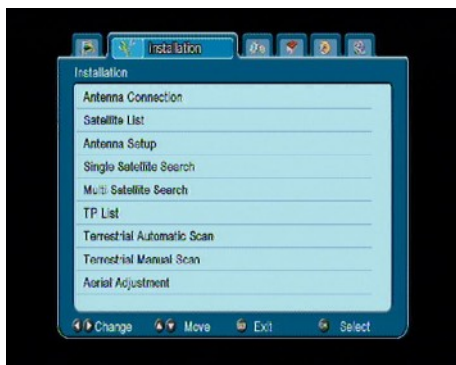 Installation
Installation
Antenna Connection
Satellite List
Antenna Setup
Single Satellite Search
Multi Satellite Search
TP List
Terrestrial Automatic Scan
Terrestrial Manual Scan
Aerial Adjustment
Change Move Exit Select